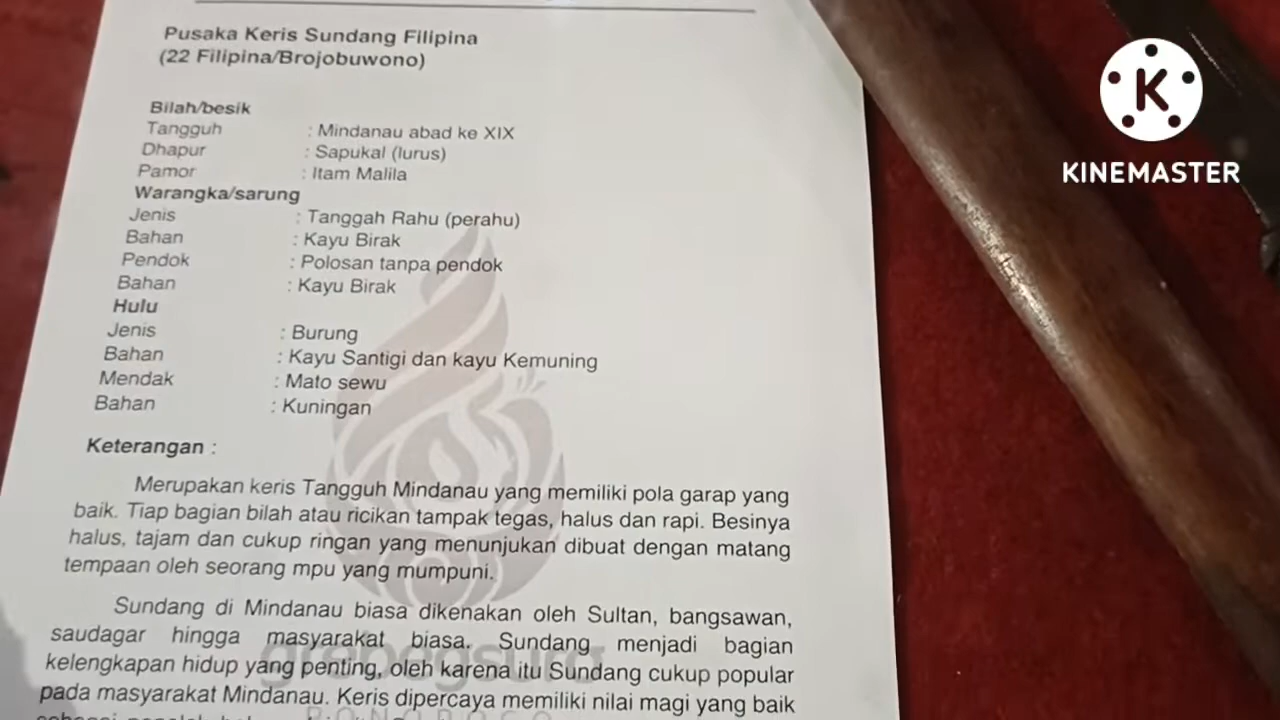 Pusaka Keris Sundang Filipina
(22 Filipina/Brojobuwono)
Bilah/besik
Tangguh : Mindanau abad ke XIX
Dhapur : Sapukal (lurus)
Pamor : Itam Malila
Warangka/sarung
Jenis : Tanggah Rahu (perahu)
Bahan : Kayu Birak
Pendok : Polosan tanpa pendok
Bahan : Kayu Birak
Hulu
Jenis : Burung
Bahan : Kayu Santigi dan kayu Kemuning
Mendak : Mato sewu
Bahan : Kuningan
Keterangan :
Merupakan keris Tangguh Mindanau yang memiliki pola garap yang
baik. Tiap bagian bilah atau ricikan tampak tegas, halus dan rapi. Besinya
halus, tajam dan cukup ringan yang menunjukan dibuat dengan matang
tempaan oleh seorang mpu yang mumpuni.
Sundang di Mindanau biasa dikenakan oleh Sultan, bangsawan,
saudagar hingga masyarakat biasa. Sundang menjadi bagian
kelengkapan hidup yang penting, oleh karena itu Sundang cukup popular
pada masyarakat Mindanau. Keris dipercaya memiliki nilai magi yang baik
grebegsuro
PONOROGO
K
KINEMASTER